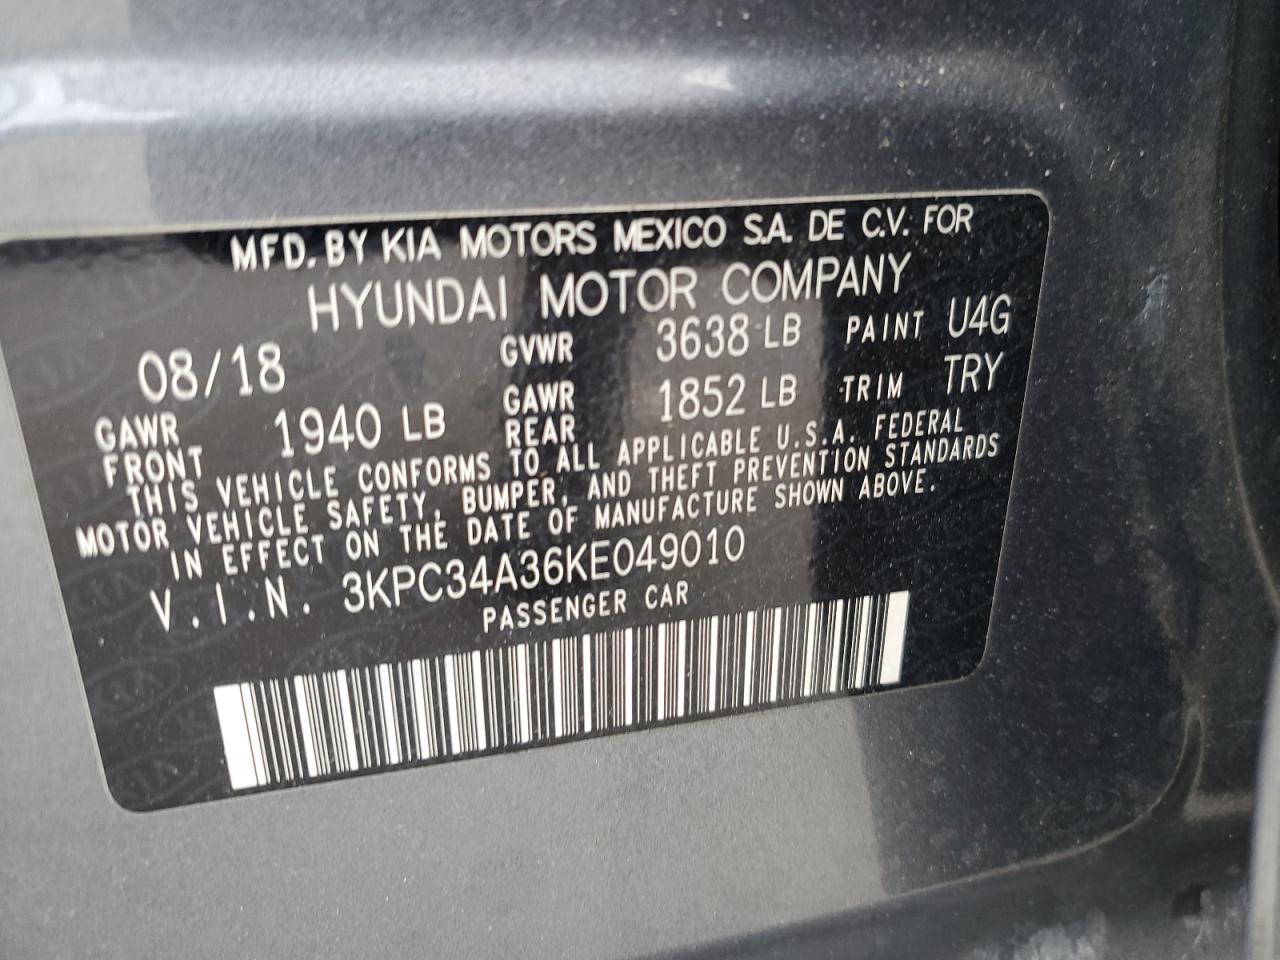 MFD. BY KIA MOTORS MEXICO S.A. DE C.V. FOR
HYUNDAI MOTOR COMPANY
08/18 GVWR 3638 LB PAINT U4G
GAWR FRONT 1940 LB GAWR REAR 1852 LB TRIM TRY
THIS VEHICLE CONFORMS TO ALL APPLICABLE U.S.A. FEDERAL
MOTOR VEHICLE SAFETY, BUMPER, AND THEFT PREVENTION STANDARDS
IN EFFECT ON THE DATE OF MANUFACTURE SHOWN ABOVE.
V.I.N. 3KPC34A36KE049010
PASSENGER CAR